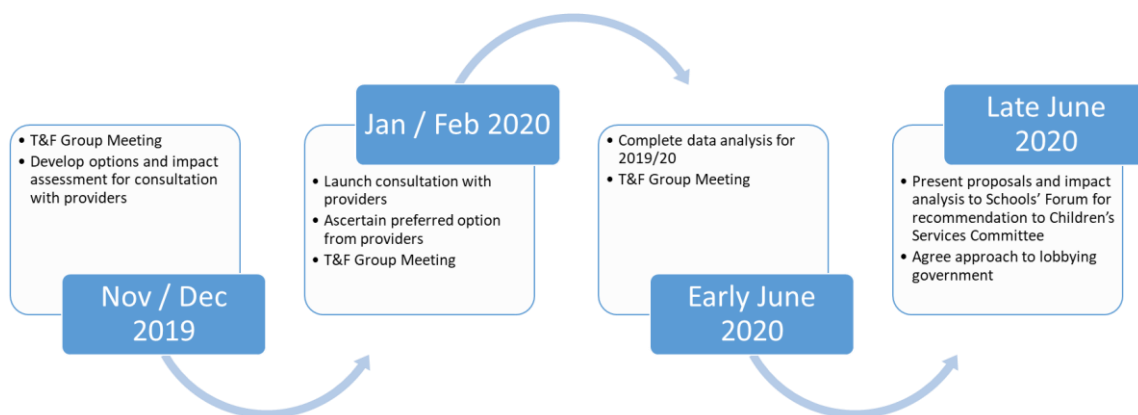 • T&F Group Meeting
• Develop options and impact
assessment for consultation
with providers
Nov / Dec
2019
Jan / Feb 2020
• Launch consultation with
providers
• Ascertain preferred option
from providers
• T&F Group Meeting
• Complete data analysis for
2019/20
• T&F Group Meeting
Early June
2020
Late June
2020
• Present proposals and impact
analysis to Schools’ Forum for
recommendation to Children’s
Services Committee
• Agree approach to lobbying
government